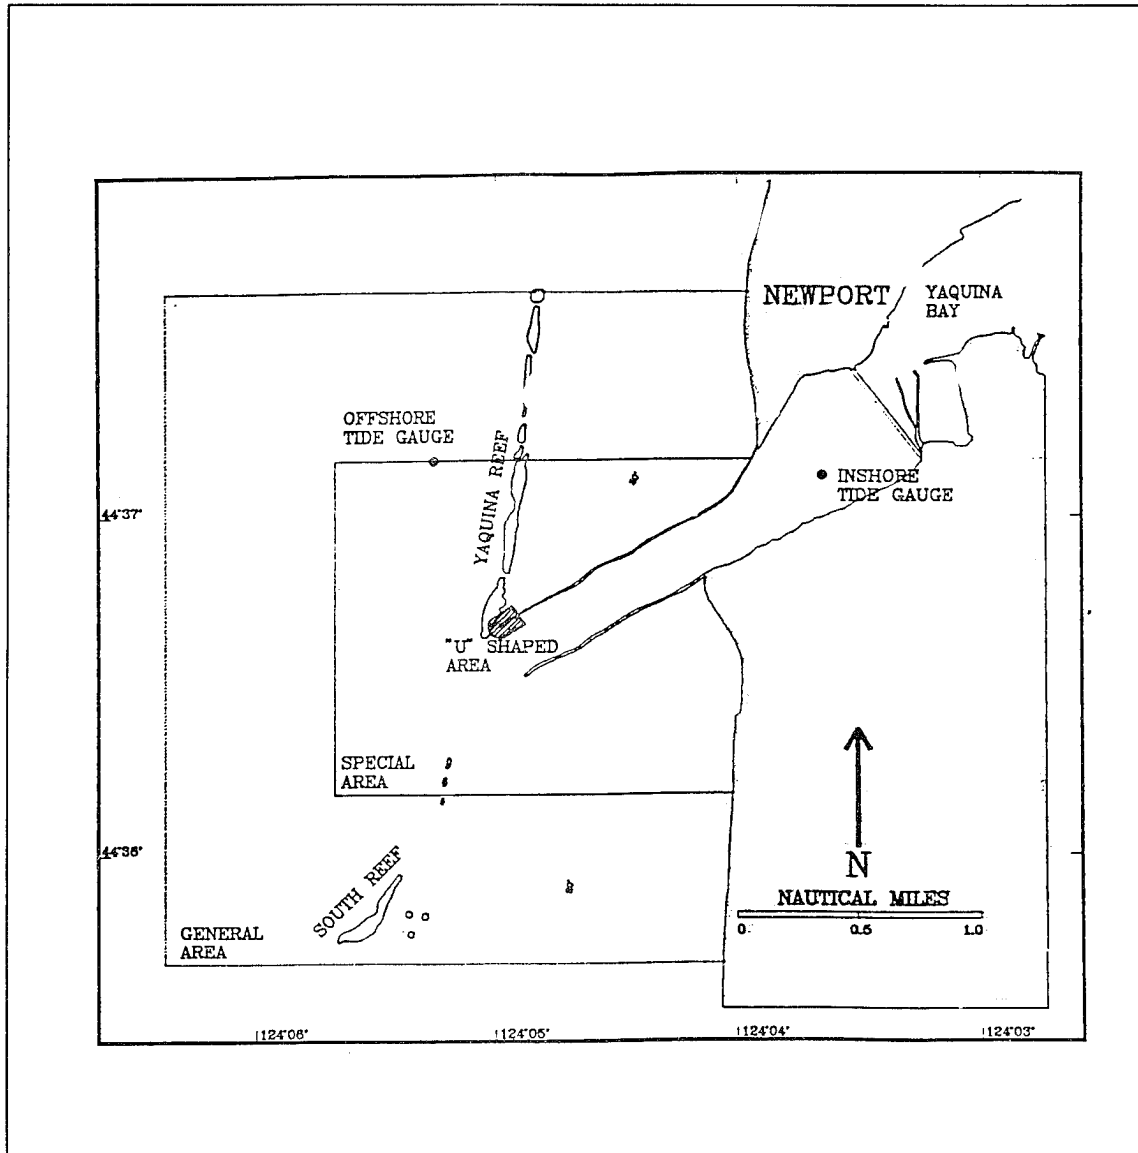 NEWPORT
YAQUINA
BAY
OFFSHORE
TIDE GAUGE
YAQUINA REEF
INSHORE
TIDE GAUGE
44°37'
"U" SHAPED
AREA
SPECIAL
AREA
44°36'
SOUTH REEF
N
NAUTICAL MILES
0.
0.5
1.0
GENERAL
AREA
124°06'
124°05'
124°04'
124°03'